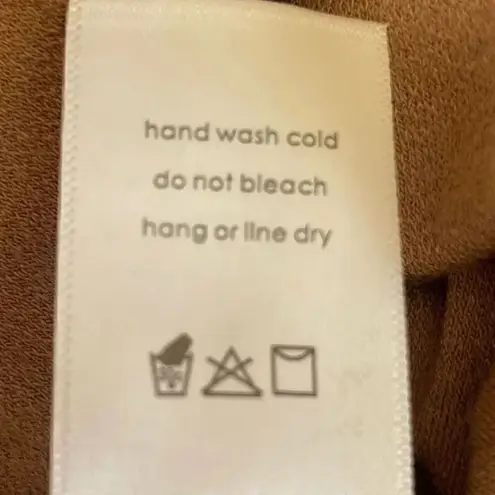 hand wash cold
do not bleach
hang or line dry